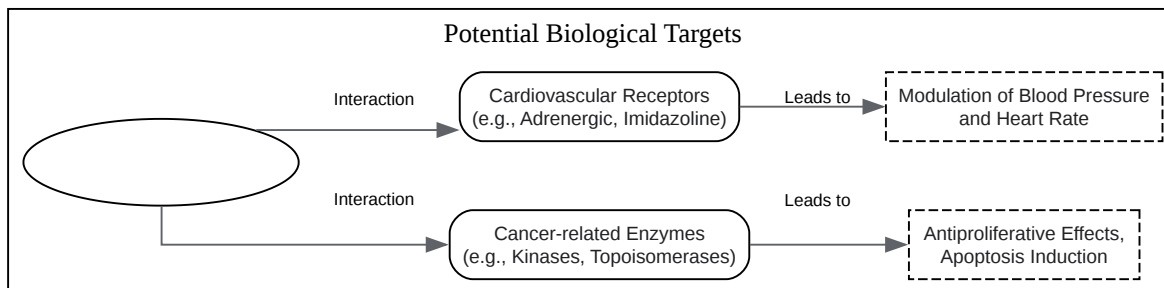 Potential Biological Targets
Interaction
Cardiovascular Receptors
(e.g., Adrenergic, Imidazoline)
Leads to
Modulation of Blood Pressure
and Heart Rate
Interaction
Cancer-related Enzymes
(e.g., Kinases, Topoisomerases)
Leads to
Antiproliferative Effects,
Apoptosis Induction